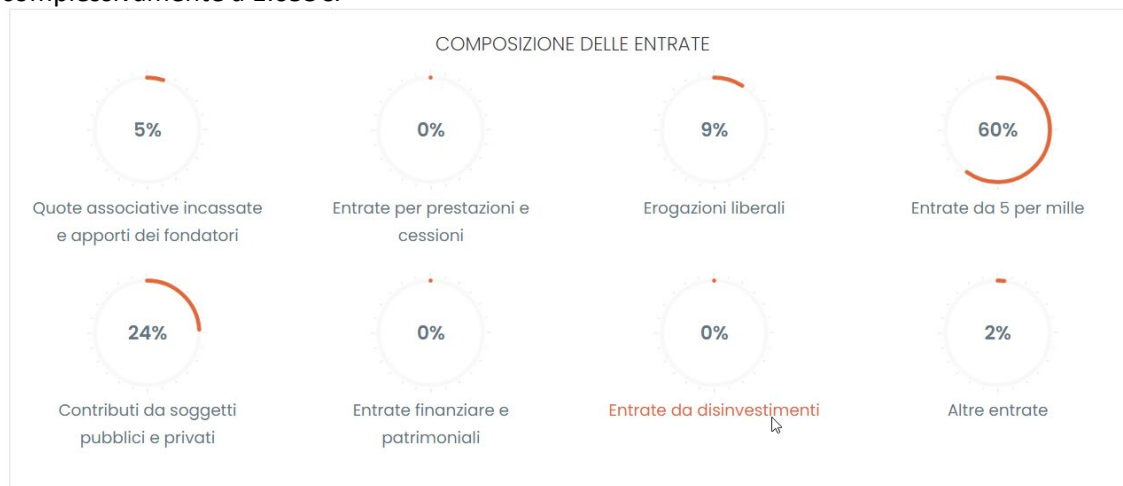 COMPOSIZIONE DELLE ENTRATE
5%
0%
9%
60%
Quote associative incassate
e apporti dei fondatori
Entrate per prestazioni e
cessioni
Erogazioni liberali
Entrate da 5 per mille
24%
0%
0%
2%
Contributi da soggetti
pubblici e privati
Entrate finanziare e
patrimoniali
Entrate da disinvestimenti
Altre entrate